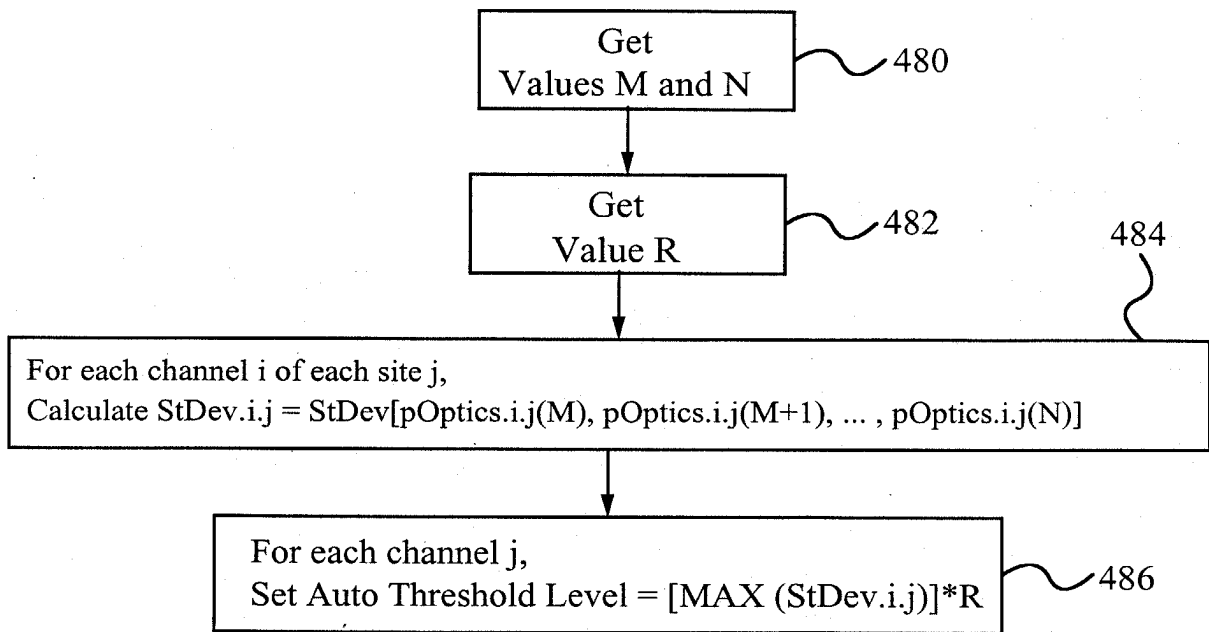 Get
Values M and N
480
Get
Value R
482
484
For each channel i of each site j,
Calculate StDev.i.j = StDev[pOptics.i.j(M), pOptics.i.j(M+1), ... , pOptics.i.j(N)]
For each channel j,
Set Auto Threshold Level = [MAX (StDev.i.j)]*R
486